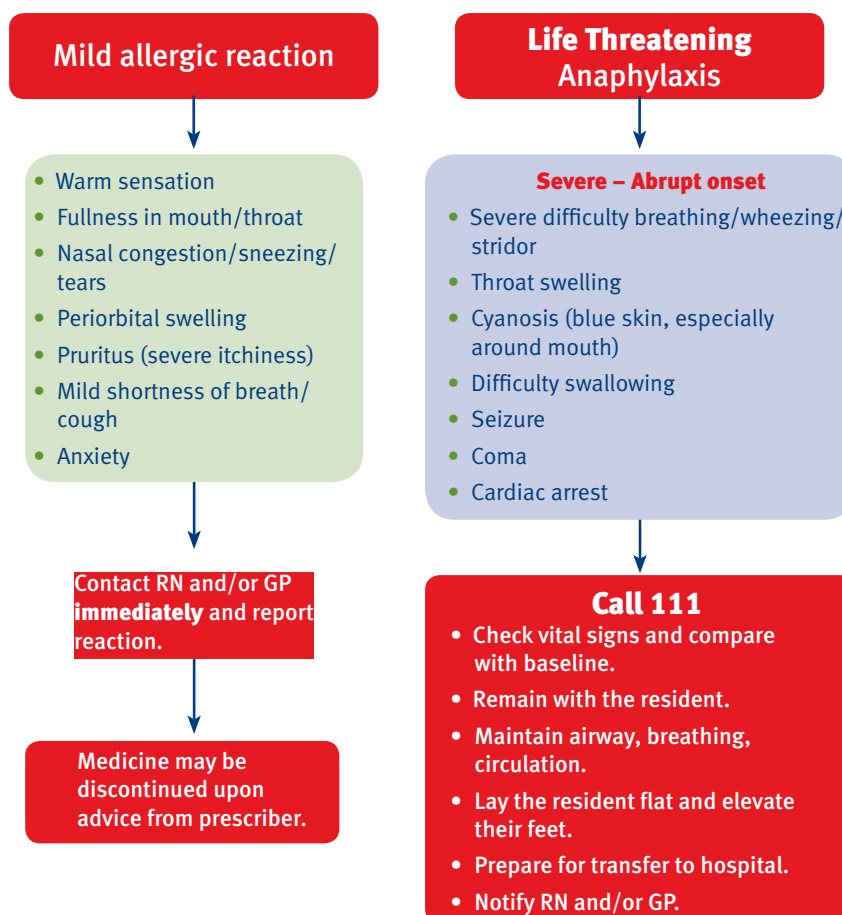 Mild allergic reaction
• Warm sensation
• Fullness in mouth/throat
• Nasal congestion/sneezing/
tears
• Periorbital swelling
• Pruritus (severe itchiness)
• Mild shortness of breath/
cough
• Anxiety
Contact RN and/or GP
immediately and report
reaction.
Medicine may be
discontinued upon
advice from prescriber.
Life Threatening
Anaphylaxis
Severe – Abrupt onset
• Severe difficulty breathing/wheezing/
stridor
• Throat swelling
• Cyanosis (blue skin, especially
around mouth)
• Difficulty swallowing
• Seizure
• Coma
• Cardiac arrest
Call 111
• Check vital signs and compare
with baseline.
• Remain with the resident.
• Maintain airway, breathing,
circulation.
• Lay the resident flat and elevate
their feet.
• Prepare for transfer to hospital.
• Notify RN and/or GP.